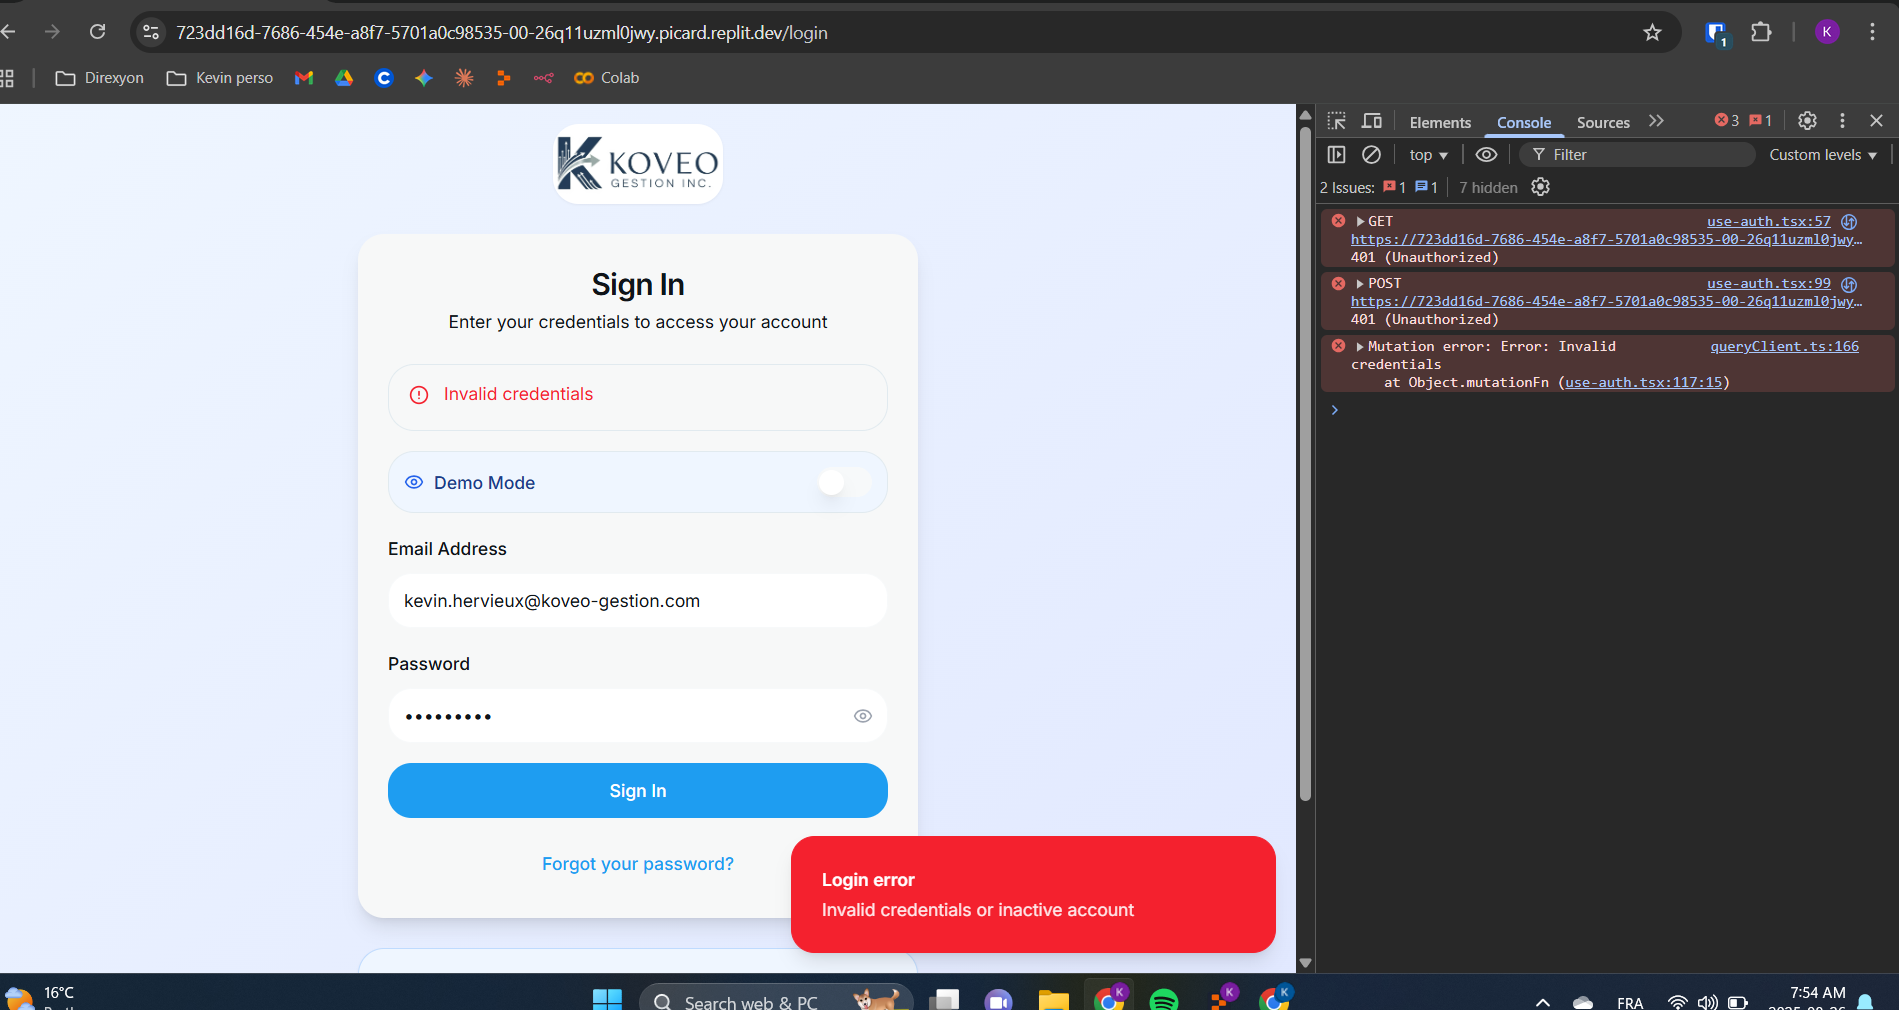 723dd16d-7686-454e-a8f7-5701a0c98535-00-26q11uzml0jwy.picard.replit.dev/login
1
K
Direxyon
Kevin perso
Colab
KOVEO
GESTION INC.
Sign In
Enter your credentials to access your account
Invalid credentials
Demo Mode
Email Address
kevin.hervieux@koveo-gestion.com
Password
•••••••••
Sign In
Forgot your password?
Login error
Invalid credentials or inactive account
Elements
Console
Sources
3
1
top
Filter
Custom levels
2 Issues:
1
1
7 hidden
GET use-auth.tsx:57
https://723dd16d-7686-454e-a8f7-5701a0c98535-00-26q11uzml0jwy…
401 (Unauthorized)
POST use-auth.tsx:99
https://723dd16d-7686-454e-a8f7-5701a0c98535-00-26q11uzml0jwy…
401 (Unauthorized)
Mutation error: Error: Invalid queryClient.ts:166
credentials
at Object.mutationFn (use-auth.tsx:117:15)
16°C
Search web & PC
K
K
K
FRA
7:54 AM